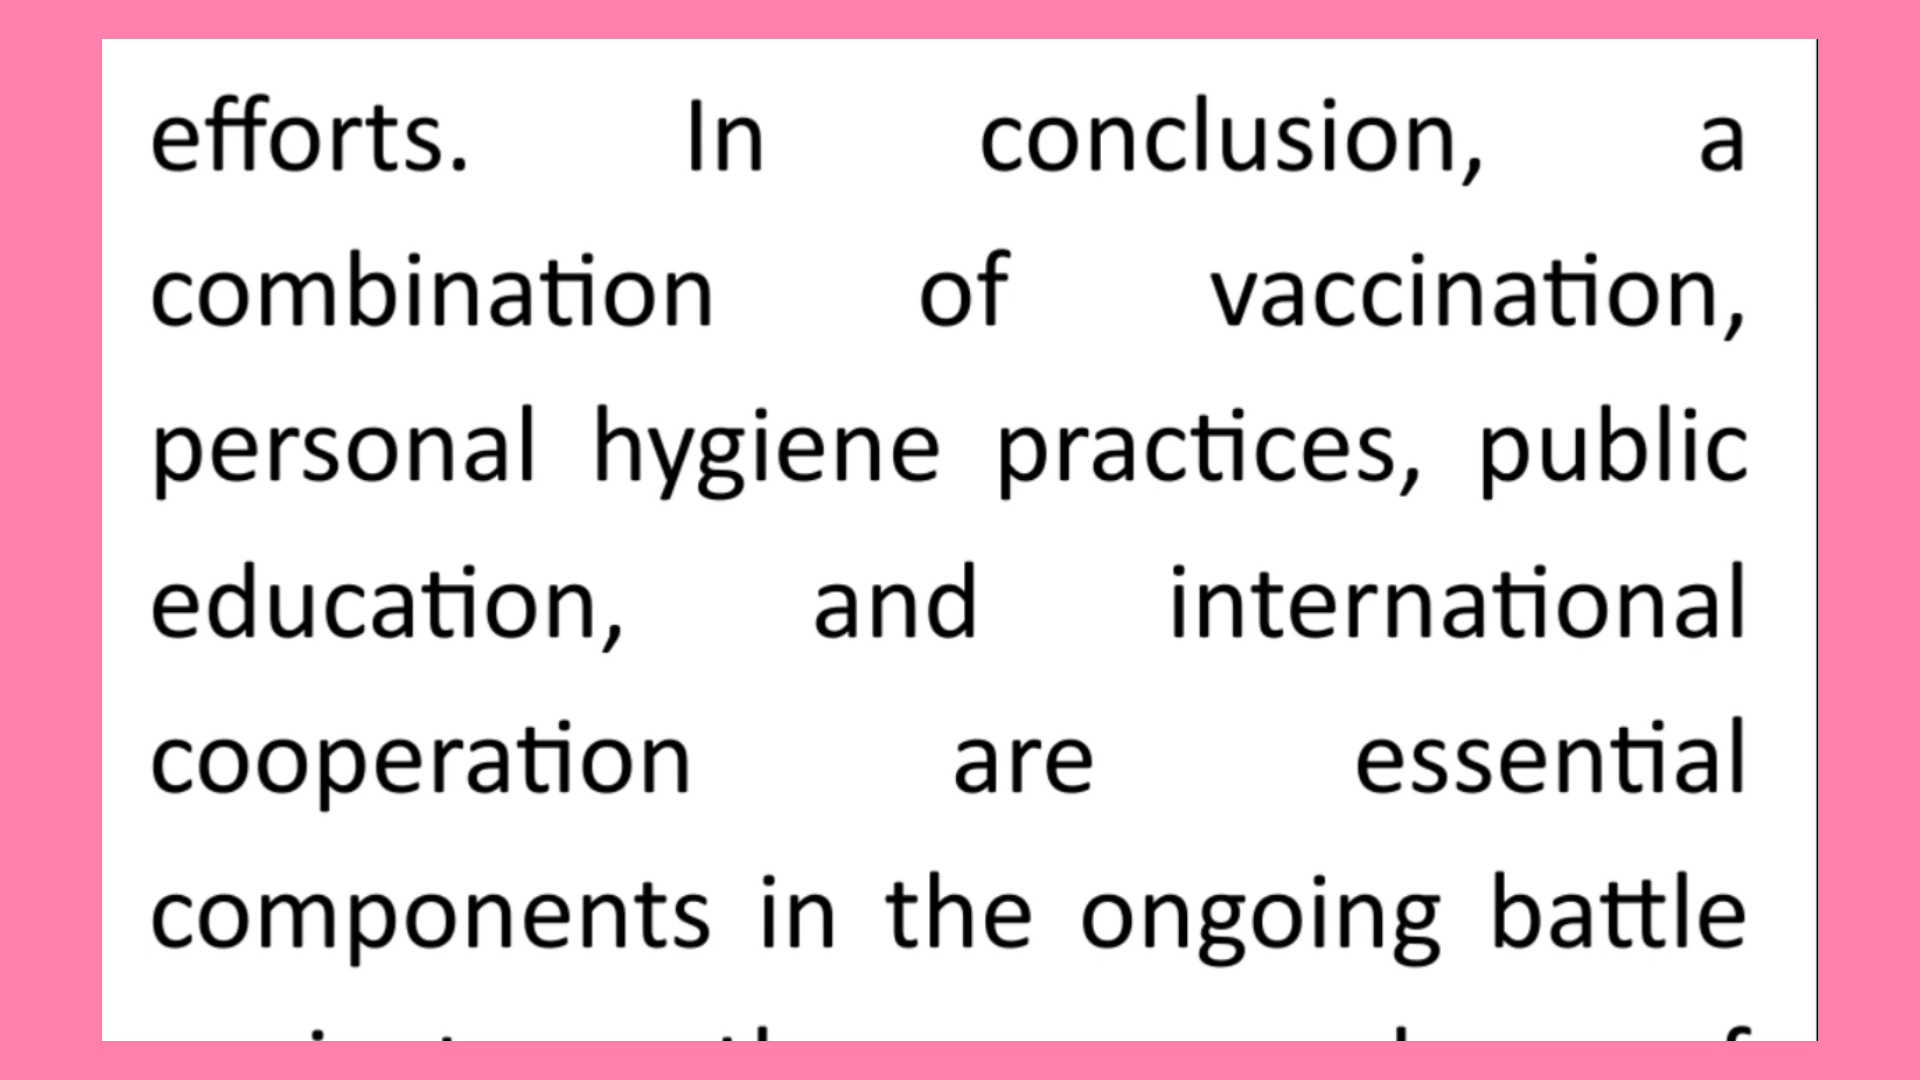 efforts. In conclusion, a
combination of vaccination,
personal hygiene practices, public
education, and international
cooperation are essential
components in the ongoing battle